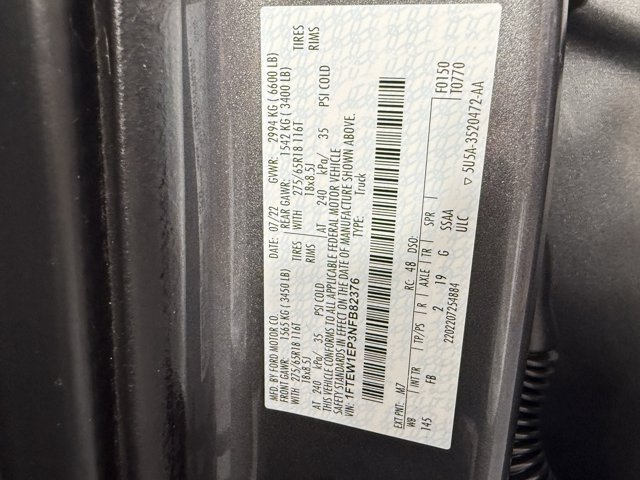 MFD. BY FORD MOTOR CO.
DATE: 07/22 GVWR: 2994 KG ( 6600 LB)
FRONT GAWR: 1565 KG ( 3450 LB) REAR GAWR: 1542 KG ( 3400 LB)
WITH 275/65R18 116T TIRES WITH 275/65R18 116T TIRES
18x8.5J RIMS 18x8.5J RIMS
AT 240 kPa/ 35 PSI COLD AT 240 kPa/ 35 PSI COLD
THIS VEHICLE CONFORMS TO ALL APPLICABLE FEDERAL MOTOR VEHICLE
SAFETY STANDARDS IN EFFECT ON THE DATE OF MANUFACTURE SHOWN ABOVE.
VIN: 1FTEW1EP3NFB82376 TYPE: Truck
EXT PNT: M7 RC: 48 DSO: F0150
WB INT TR TP/PS R AXLE TR SPR T0770
145 FB 2 19 G SSAA
2202207254884 ULC ▽ 5U5A-3520472-AA